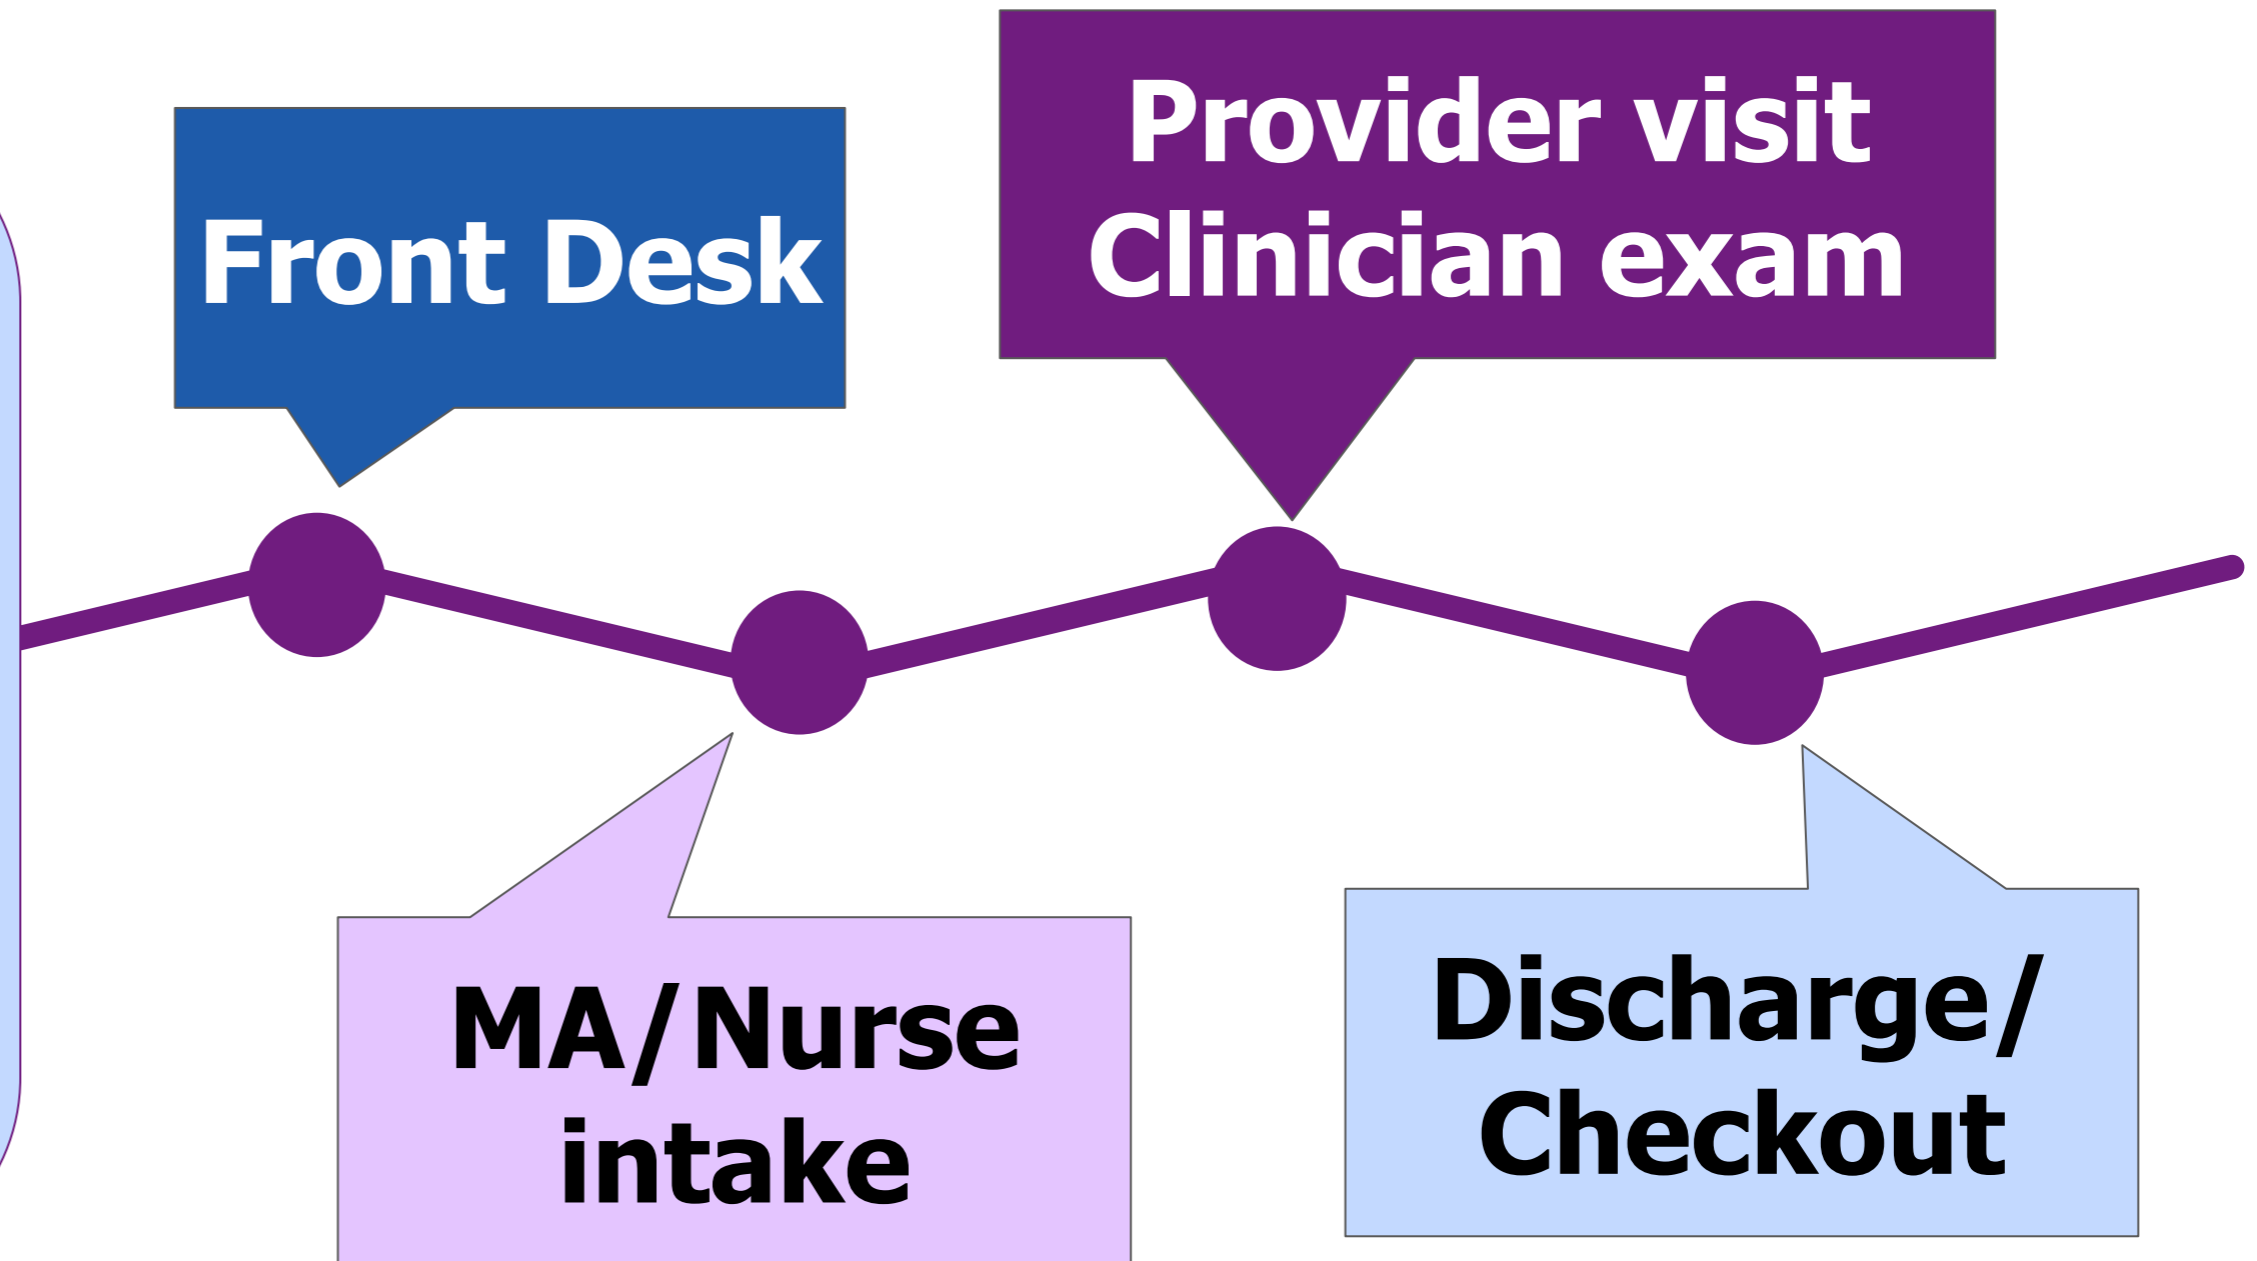 Front Desk
Provider visit
Clinician exam
MA/Nurse
intake
Discharge/
Checkout